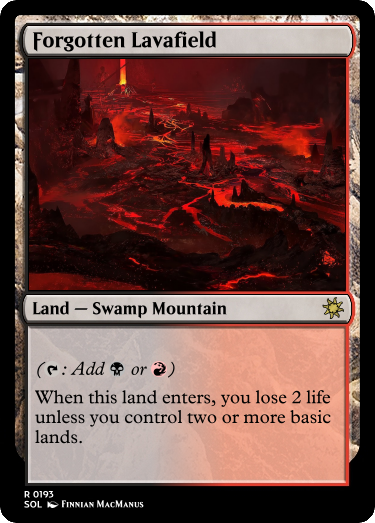 Forgotten Lavafield
Land — Swamp Mountain
(: Add or )
When this land enters, you lose 2 life
unless you control two or more basic
lands.
R 0193
SOL Finnian MacManus